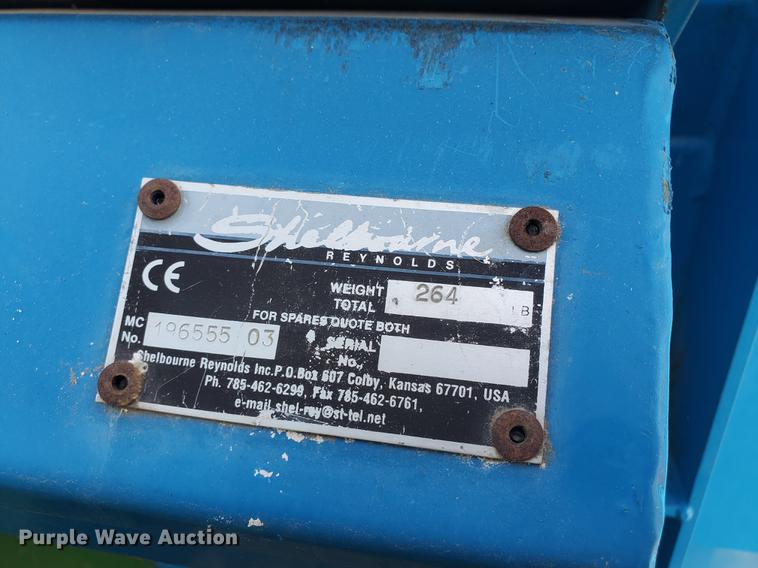 Shelbourne
REYNOLDS
CE
WEIGHT TOTAL 264 LB
FOR SPARES QUOTE BOTH
MC No. 196555 03 SERIAL No.
Shelbourne Reynolds Inc.P.O.Box 607 Colby, Kansas 67701, USA
Ph. 785-462-6299, Fax 785-462-6761,
e-mail shel-rey@st-tel.net
Purple Wave Auction